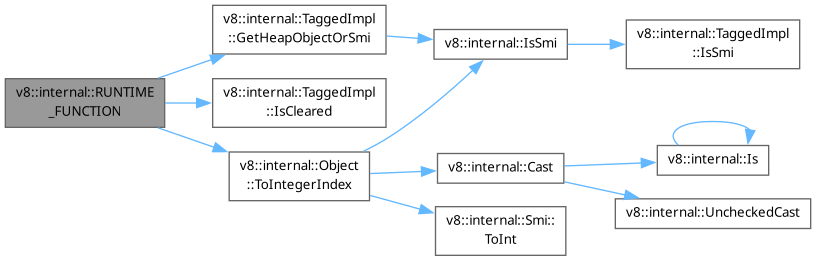 v8::internal::RUNTIME
_FUNCTION
v8::internal::TaggedImpl
::GetHeapObjectOrSmi
v8::internal::TaggedImpl
::IsCleared
v8::internal::Object
::ToIntegerIndex
v8::internal::IsSmi
v8::internal::TaggedImpl
::IsSmi
v8::internal::Cast
v8::internal::Smi::
ToInt
v8::internal::Is
v8::internal::UncheckedCast